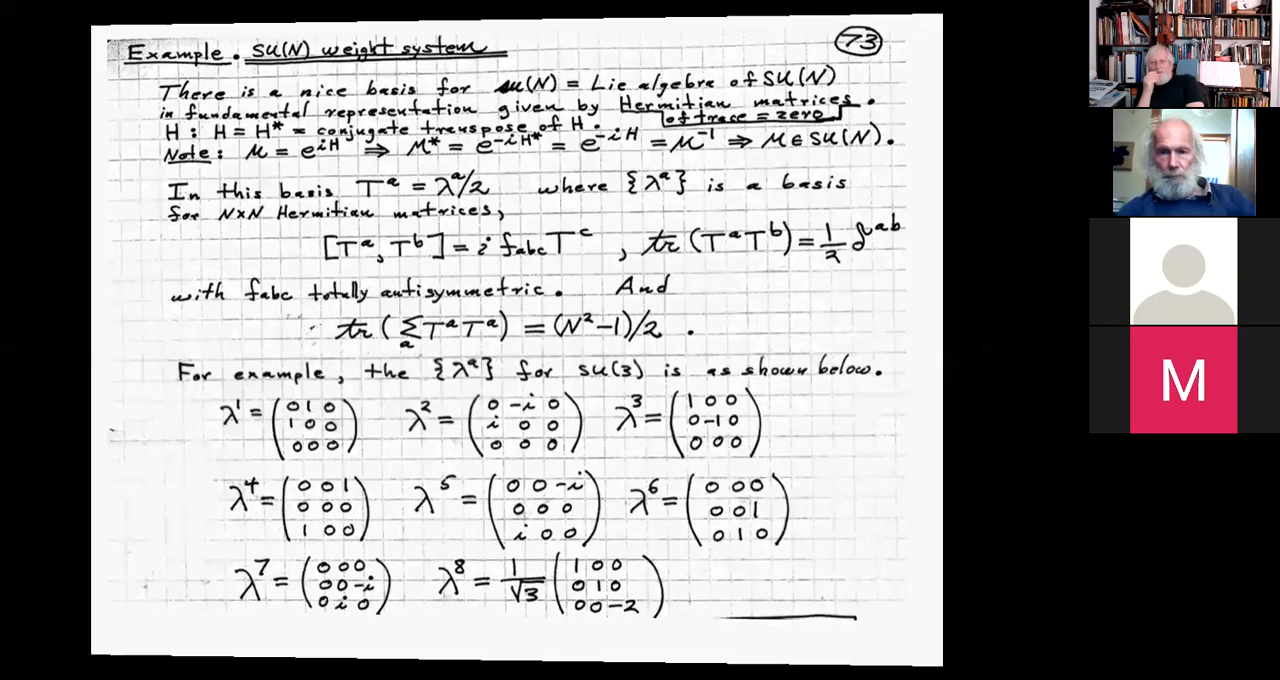 Example. SU(N) weight system
73
There is a nice basis for su(N) = Lie algebra of SU(N)
in fundamental representation given by Hermitian matrices.
H : H = H* = conjugate transpose of H. of trace = zero
Note: M = e^{iH} ⇒ M* = e^{-iH*} = e^{-iH} = M^{-1} ⇒ M ∈ SU(N).
In this basis T^a = λ^a/2 where {λ^a} is a basis
for N×N Hermitian matrices,
[T^a, T^b] = i fabc T^c , tr(T^a T^b) = 1/2 δ^{ab}
with fabc totally antisymmetric. And
tr(∑_a T^a T^a) = (N²-1)/2 .
For example, the {λ^a} for su(3) is as shown below.
λ^1 = (0 1 0 / 1 0 0 / 0 0 0) λ^2 = (0 -i 0 / i 0 0 / 0 0 0) λ^3 = (1 0 0 / 0 -1 0 / 0 0 0)
λ^4 = (0 0 1 / 0 0 0 / 1 0 0) λ^5 = (0 0 -i / 0 0 0 / i 0 0) λ^6 = (0 0 0 / 0 0 1 / 0 1 0)
λ^7 = (0 0 0 / 0 0 -i / 0 i 0) λ^8 = 1/√3 (1 0 0 / 0 1 0 / 0 0 -2)
M